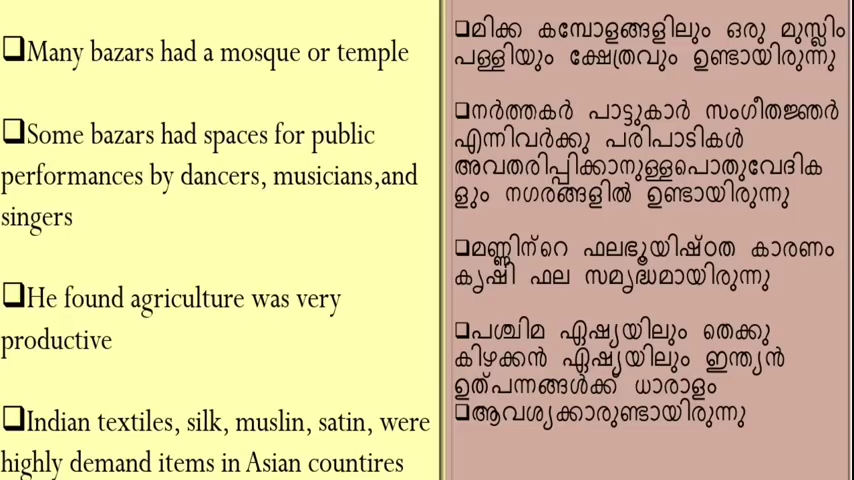 ❑Many bazars had a mosque or temple
❑Some bazars had spaces for public
performances by dancers, musicians,and
singers
❑He found agriculture was very
productive
❑Indian textiles, silk, muslin, satin, were
highly demand items in Asian countires
❑മിക്ക കമ്പോളങ്ങളിലും ഒരു മുസ്ലിം
പള്ളിയും ക്ഷേത്രവും ഉണ്ടായിരുന്നു
❑നർത്തകർ പാട്ടുകാർ സംഗീതജ്ഞർ
എന്നിവർക്കു പരിപാടികൾ
അവതരിപ്പിക്കാനുള്ളപൊതുവേദിക
ളും നഗരങ്ങളിൽ ഉണ്ടായിരുന്നു
❑മണ്ണിന്റെ ഫലഭൂയിഷ്ഠത കാരണം
കൃഷി ഫല സമൃദ്ധമായിരുന്നു
❑പശ്ചിമ ഏഷ്യയിലും തെക്കു
കിഴക്കൻ ഏഷ്യയിലും ഇന്ത്യൻ
ഉത്പന്നങ്ങൾക്ക് ധാരാളം
❑ആവശ്യക്കാരുണ്ടായിരുന്നു